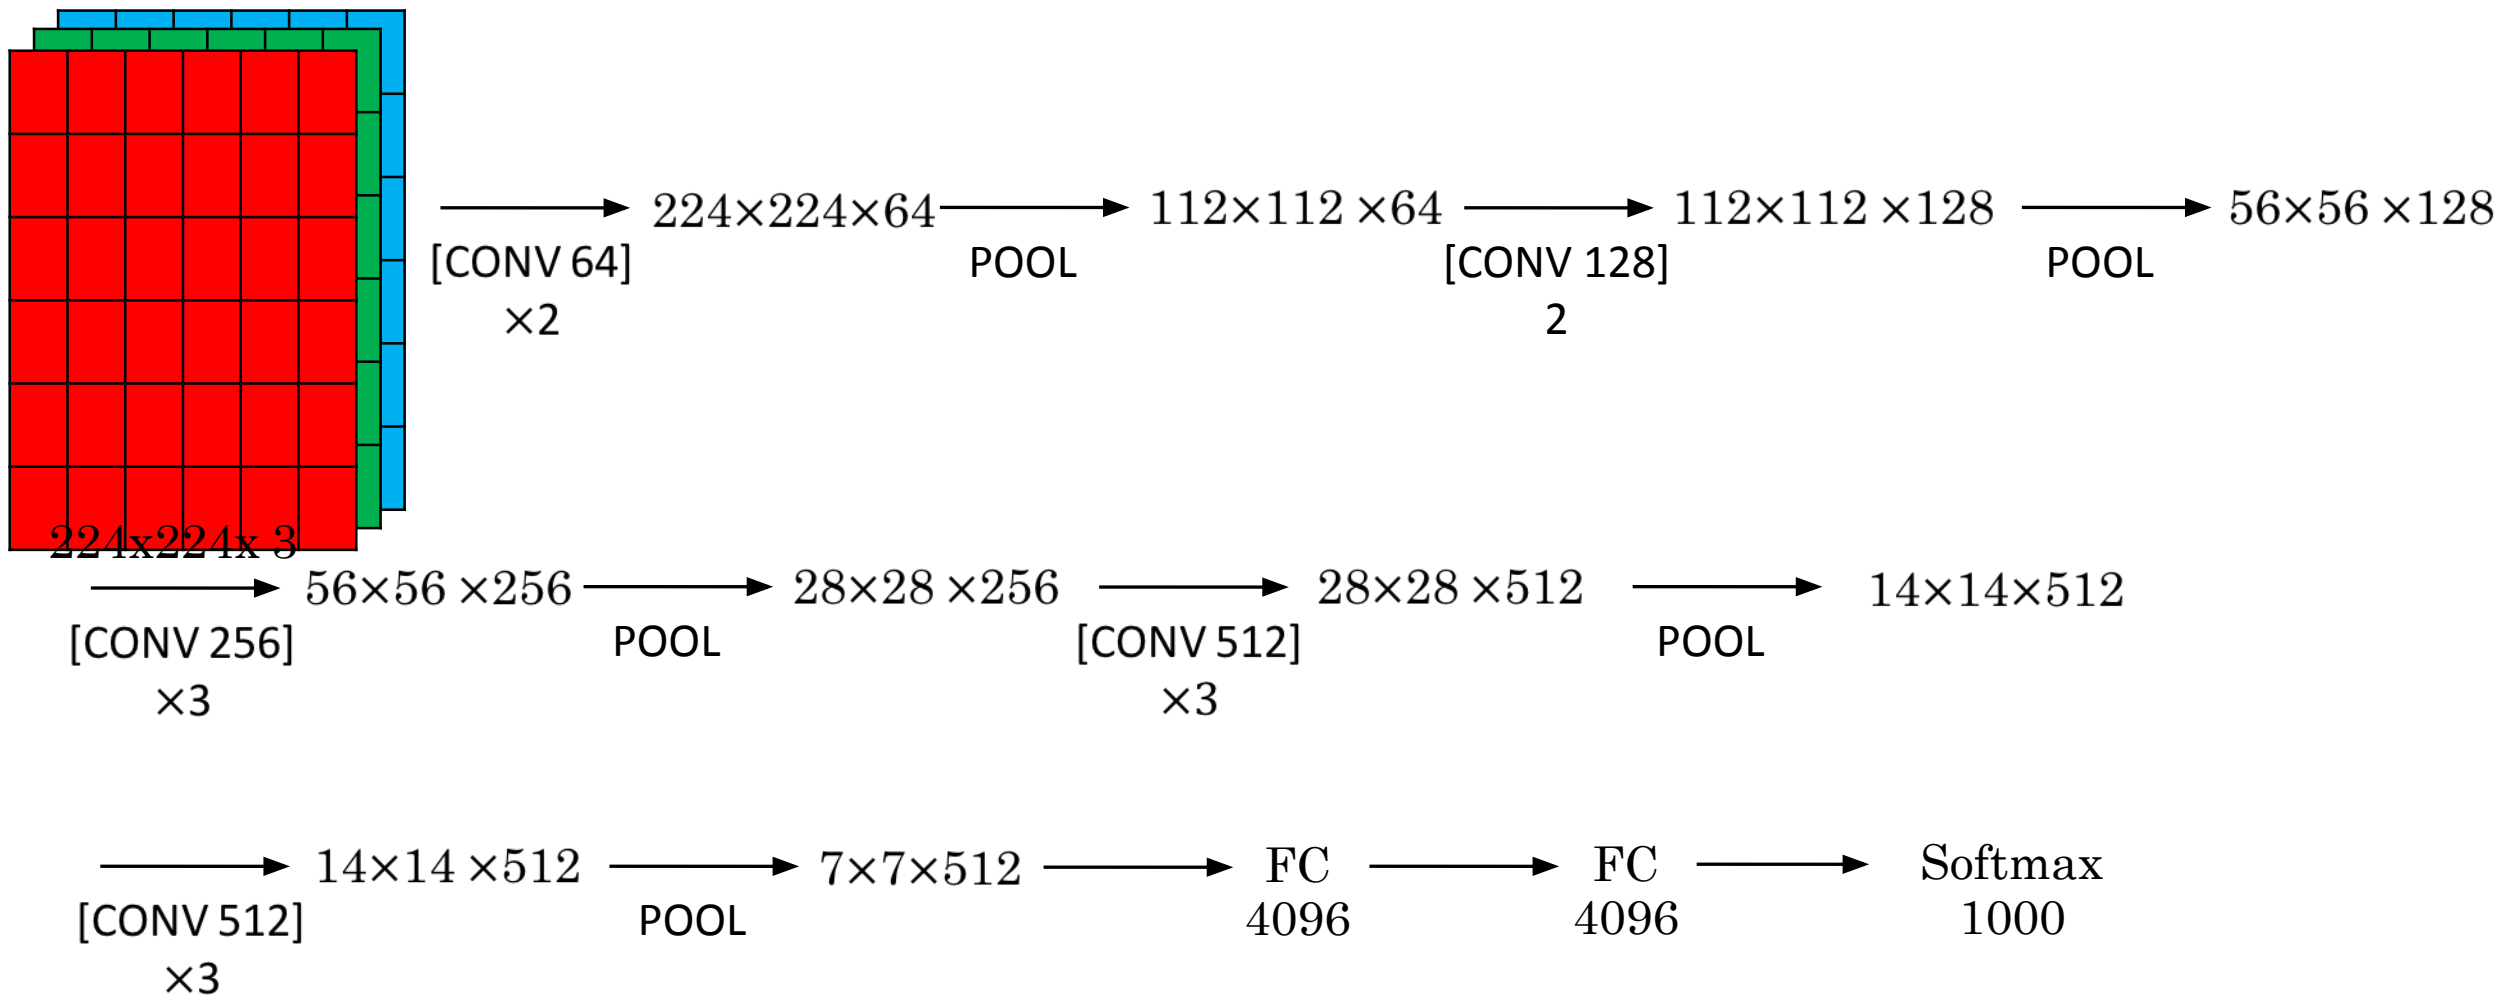 224×224×64 112×112 ×64 112×112 ×128 56×56 ×128
[CONV 64] POOL [CONV 128] POOL
×2 2
224x224x 3
56×56 ×256 28×28 ×256 28×28 ×512 14×14×512
[CONV 256] POOL [CONV 512] POOL
×3 ×3
14×14 ×512 7×7×512 FC FC Softmax
[CONV 512] POOL 4096 4096 1000
×3